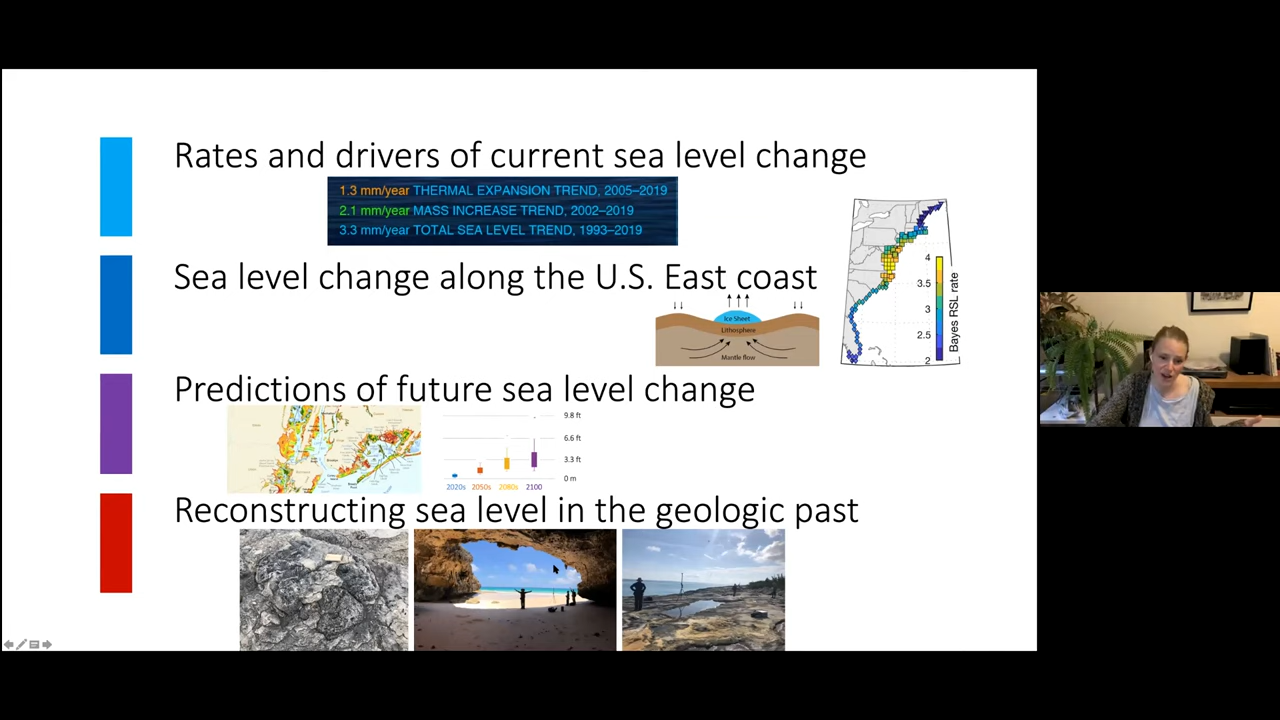 Rates and drivers of current sea level change
1.3 mm/year THERMAL EXPANSION TREND, 2005–2019
2.1 mm/year MASS INCREASE TREND, 2002–2019
3.3 mm/year TOTAL SEA LEVEL TREND, 1993–2019
Sea level change along the U.S. East coast
Ice Sheet
Lithosphere
Mantle flow
4
3.5
3
2.5
2
Bayes RSL rate
Predictions of future sea level change
9.8 ft
6.6 ft
3.3 ft
0 m
2020s 2050s 2080s 2100
Reconstructing sea level in the geologic past